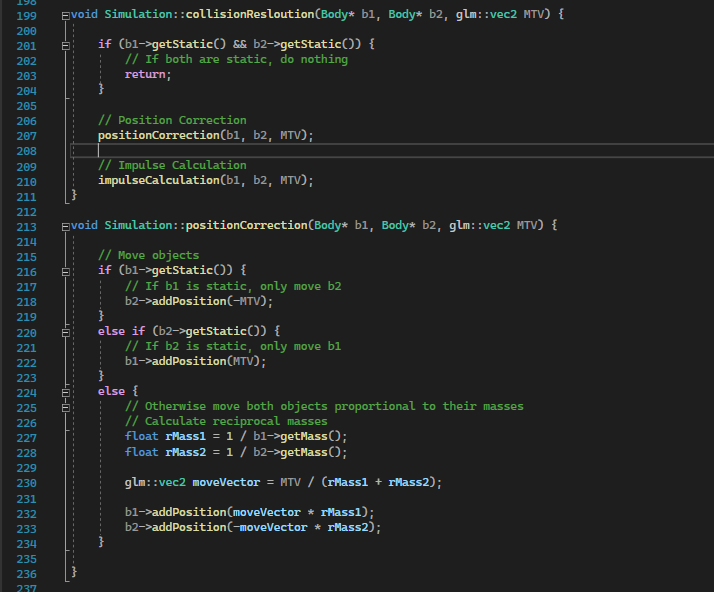 198
199 void Simulation::collisionResloution(Body* b1, Body* b2, glm::vec2 MTV) {
200
201     if (b1->getStatic() && b2->getStatic()) {
202         // If both are static, do nothing
203         return;
204     }
205
206     // Position Correction
207     positionCorrection(b1, b2, MTV);
208
209     // Impulse Calculation
210     impulseCalculation(b1, b2, MTV);
211 }
212
213 void Simulation::positionCorrection(Body* b1, Body* b2, glm::vec2 MTV) {
214
215     // Move objects
216     if (b1->getStatic()) {
217         // If b1 is static, only move b2
218         b2->addPosition(-MTV);
219     }
220     else if (b2->getStatic()) {
221         // If b2 is static, only move b1
222         b1->addPosition(MTV);
223     }
224     else {
225         // Otherwise move both objects proportional to their masses
226         // Calculate reciprocal masses
227         float rMass1 = 1 / b1->getMass();
228         float rMass2 = 1 / b2->getMass();
229
230         glm::vec2 moveVector = MTV / (rMass1 + rMass2);
231
232         b1->addPosition(moveVector * rMass1);
233         b2->addPosition(-moveVector * rMass2);
234     }
235
236 }
237